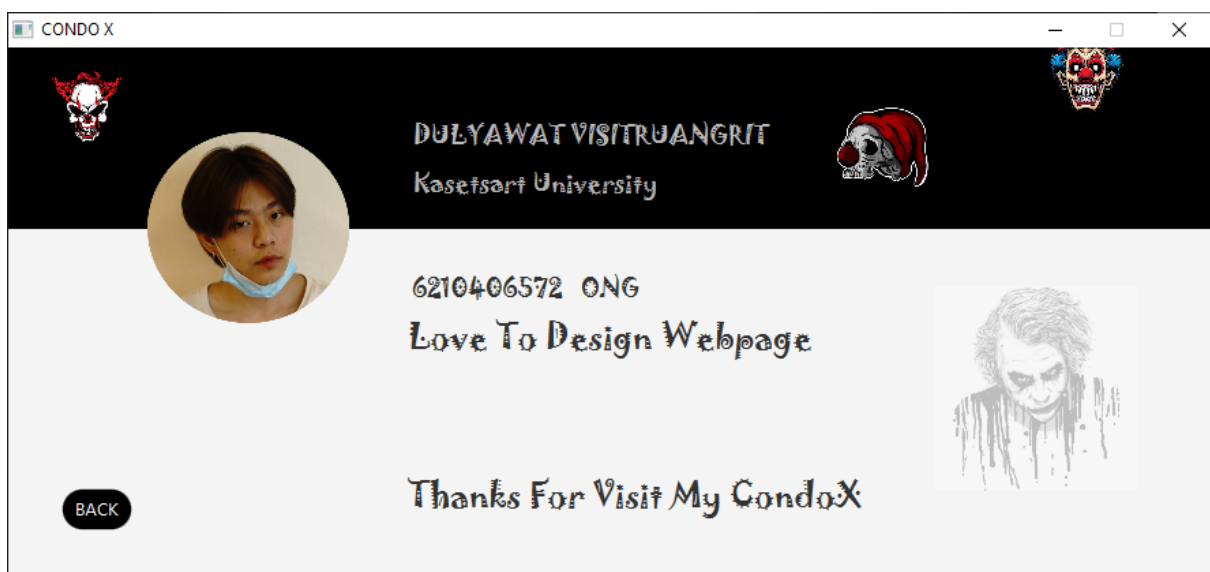 CONDO X
DULYAWAT VISITRUANGRIT
Kasetsart University
6210406572 ONG
Love To Design Webpage
Thanks For Visit My CondoX
BACK